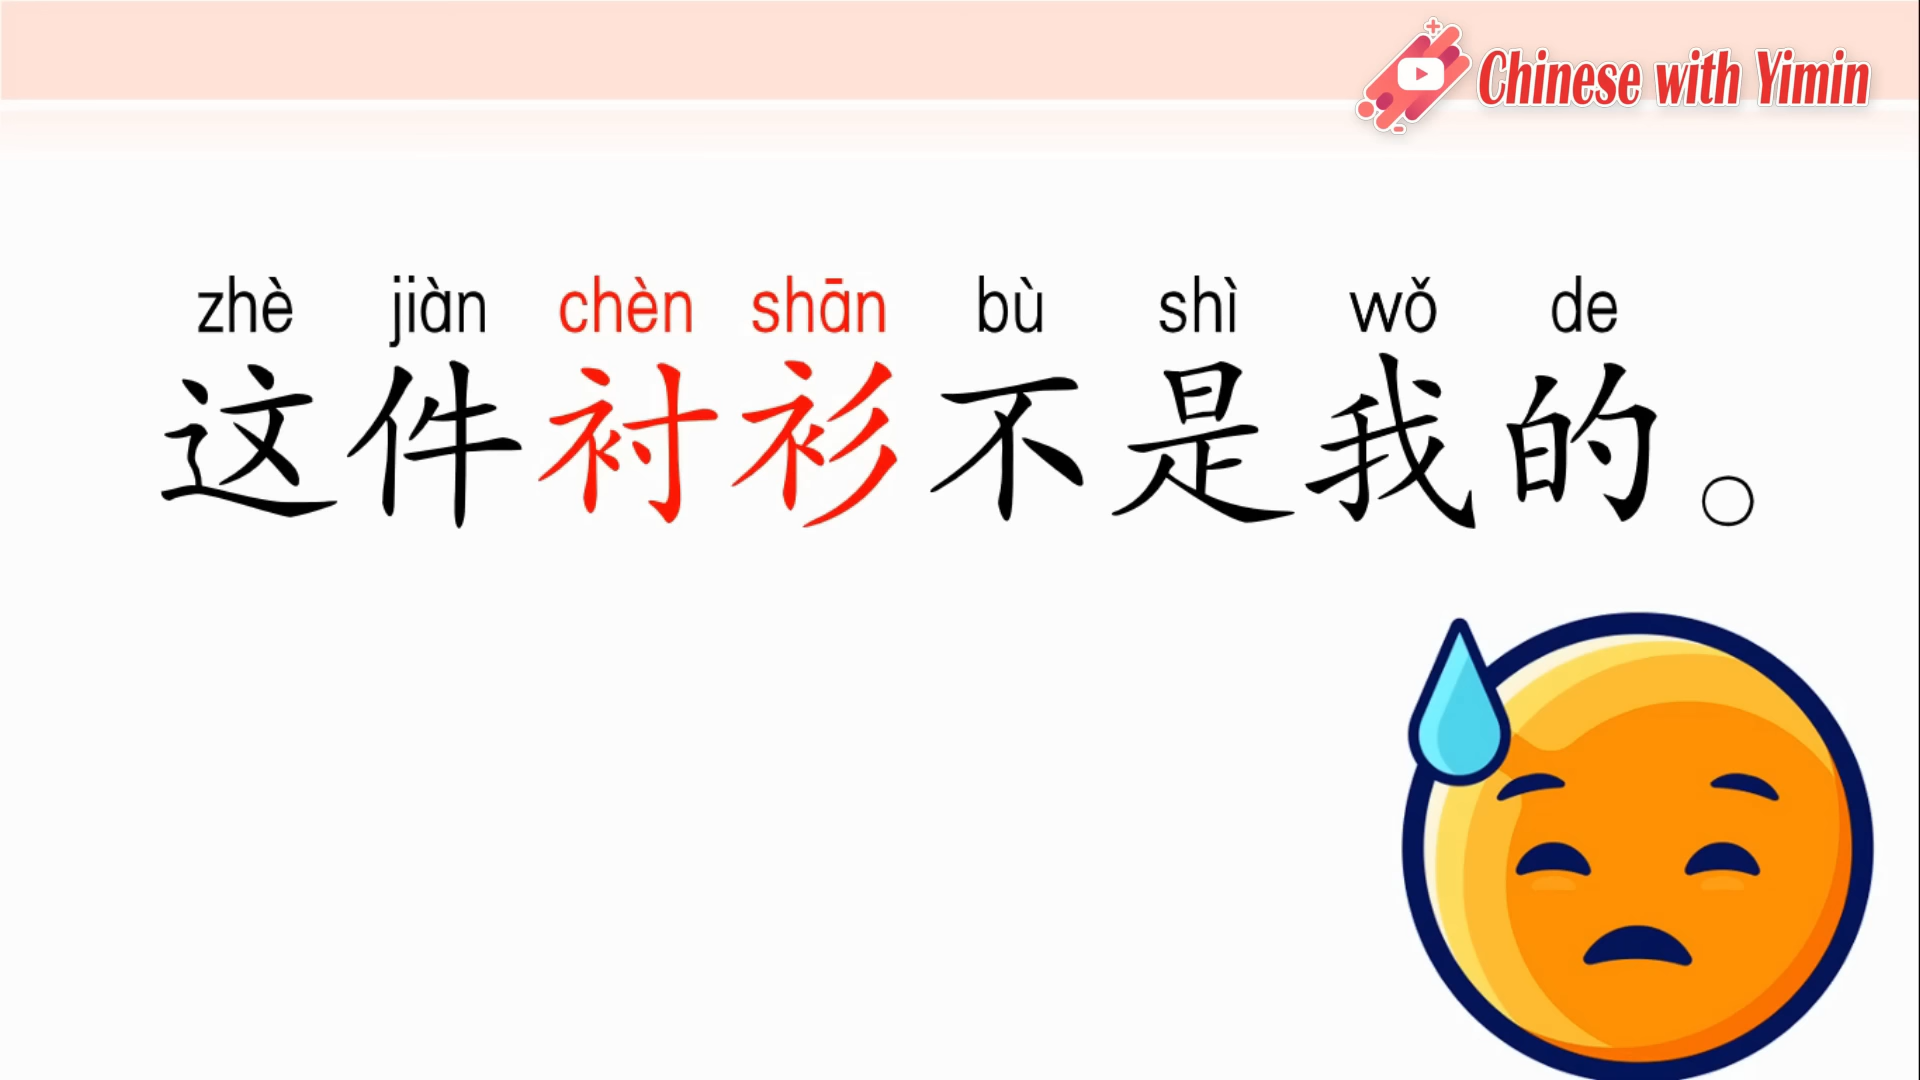 Chinese with Yimin
zhè jiàn chèn shān bù shì wǒ de
这件衬衫不是我的。